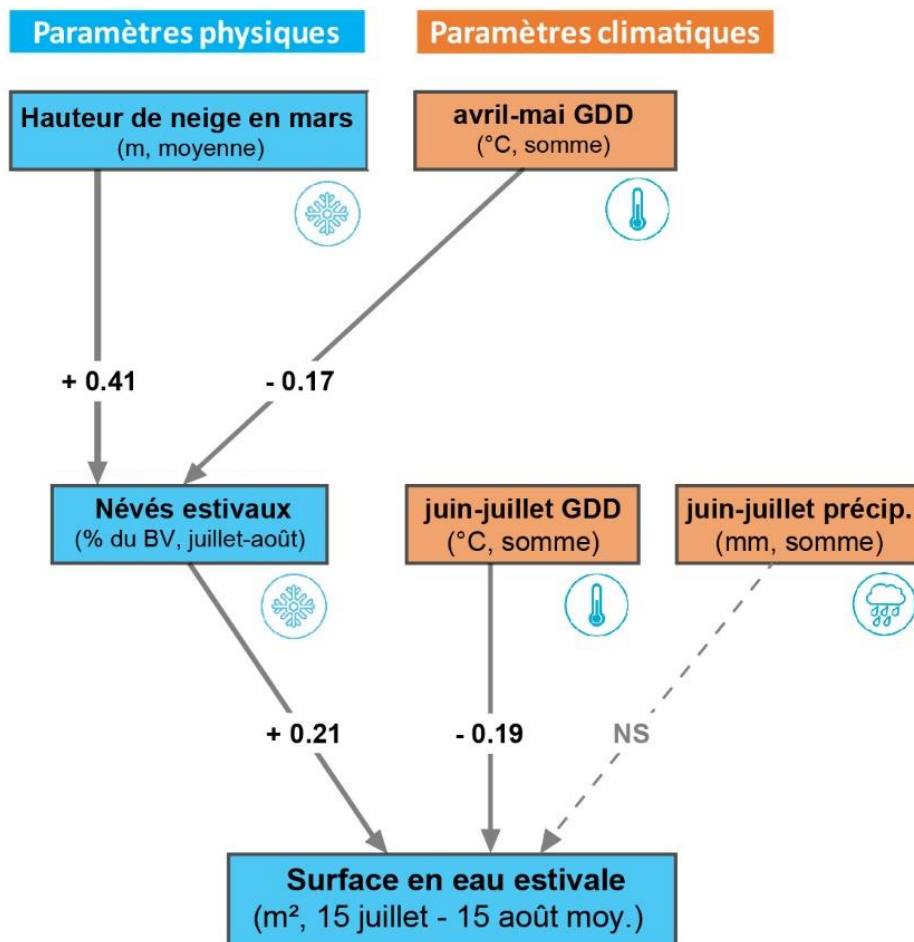 Paramètres physiques
Paramètres climatiques
Hauteur de neige en mars
(m, moyenne)
avril-mai GDD
(°C, somme)
+ 0.41
- 0.17
Névés estivaux
(% du BV, juillet-août)
juin-juillet GDD
(°C, somme)
juin-juillet précip.
(mm, somme)
+ 0.21
- 0.19
NS
Surface en eau estivale
(m², 15 juillet - 15 août moy.)